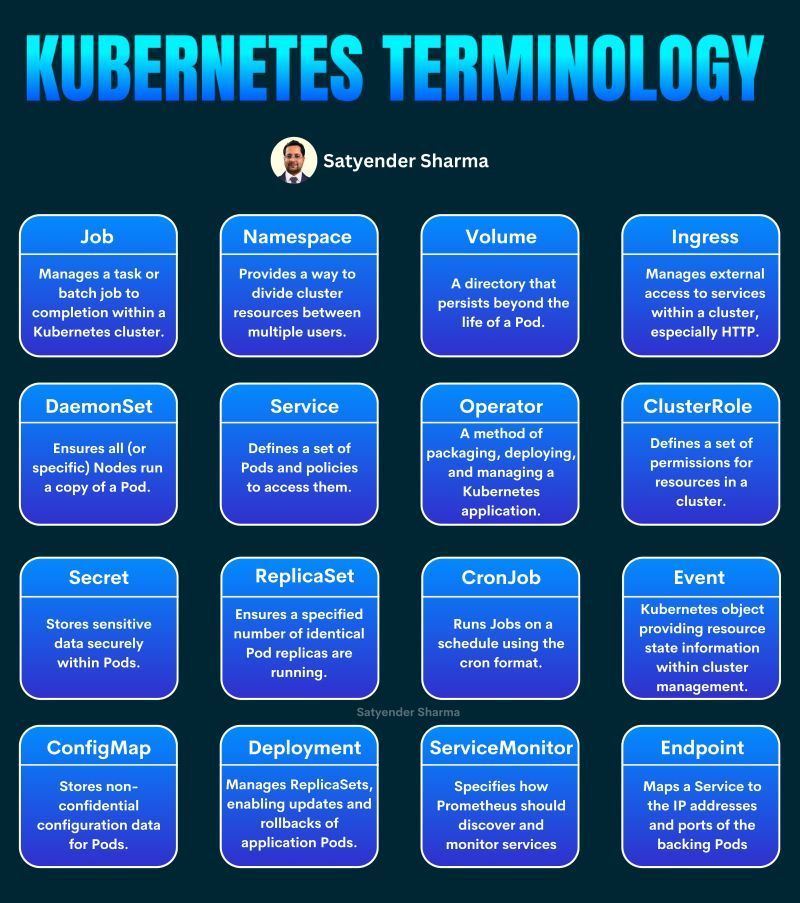 KUBERNETES TERMINOLOGY
Satyender Sharma
Job
Manages a task or
batch job to
completion within a
Kubernetes cluster.
Namespace
Provides a way to
divide cluster
resources between
multiple users.
Volume
A directory that
persists beyond the
life of a Pod.
Ingress
Manages external
access to services
within a cluster,
especially HTTP.
DaemonSet
Ensures all (or
specific) Nodes run
a copy of a Pod.
Service
Defines a set of
Pods and policies
to access them.
Operator
A method of
packaging, deploying,
and managing a
Kubernetes
application.
ClusterRole
Defines a set of
permissions for
resources in a
cluster.
Secret
Stores sensitive
data securely
within Pods.
ReplicaSet
Ensures a specified
number of identical
Pod replicas are
running.
CronJob
Runs Jobs on a
schedule using the
cron format.
Event
Kubernetes object
providing resource
state information
within cluster
management.
Satyender Sharma
ConfigMap
Stores non-
confidential
configuration data
for Pods.
Deployment
Manages ReplicaSets,
enabling updates and
rollbacks of
application Pods.
ServiceMonitor
Specifies how
Prometheus should
discover and
monitor services
Endpoint
Maps a Service to
the IP addresses
and ports of the
backing Pods